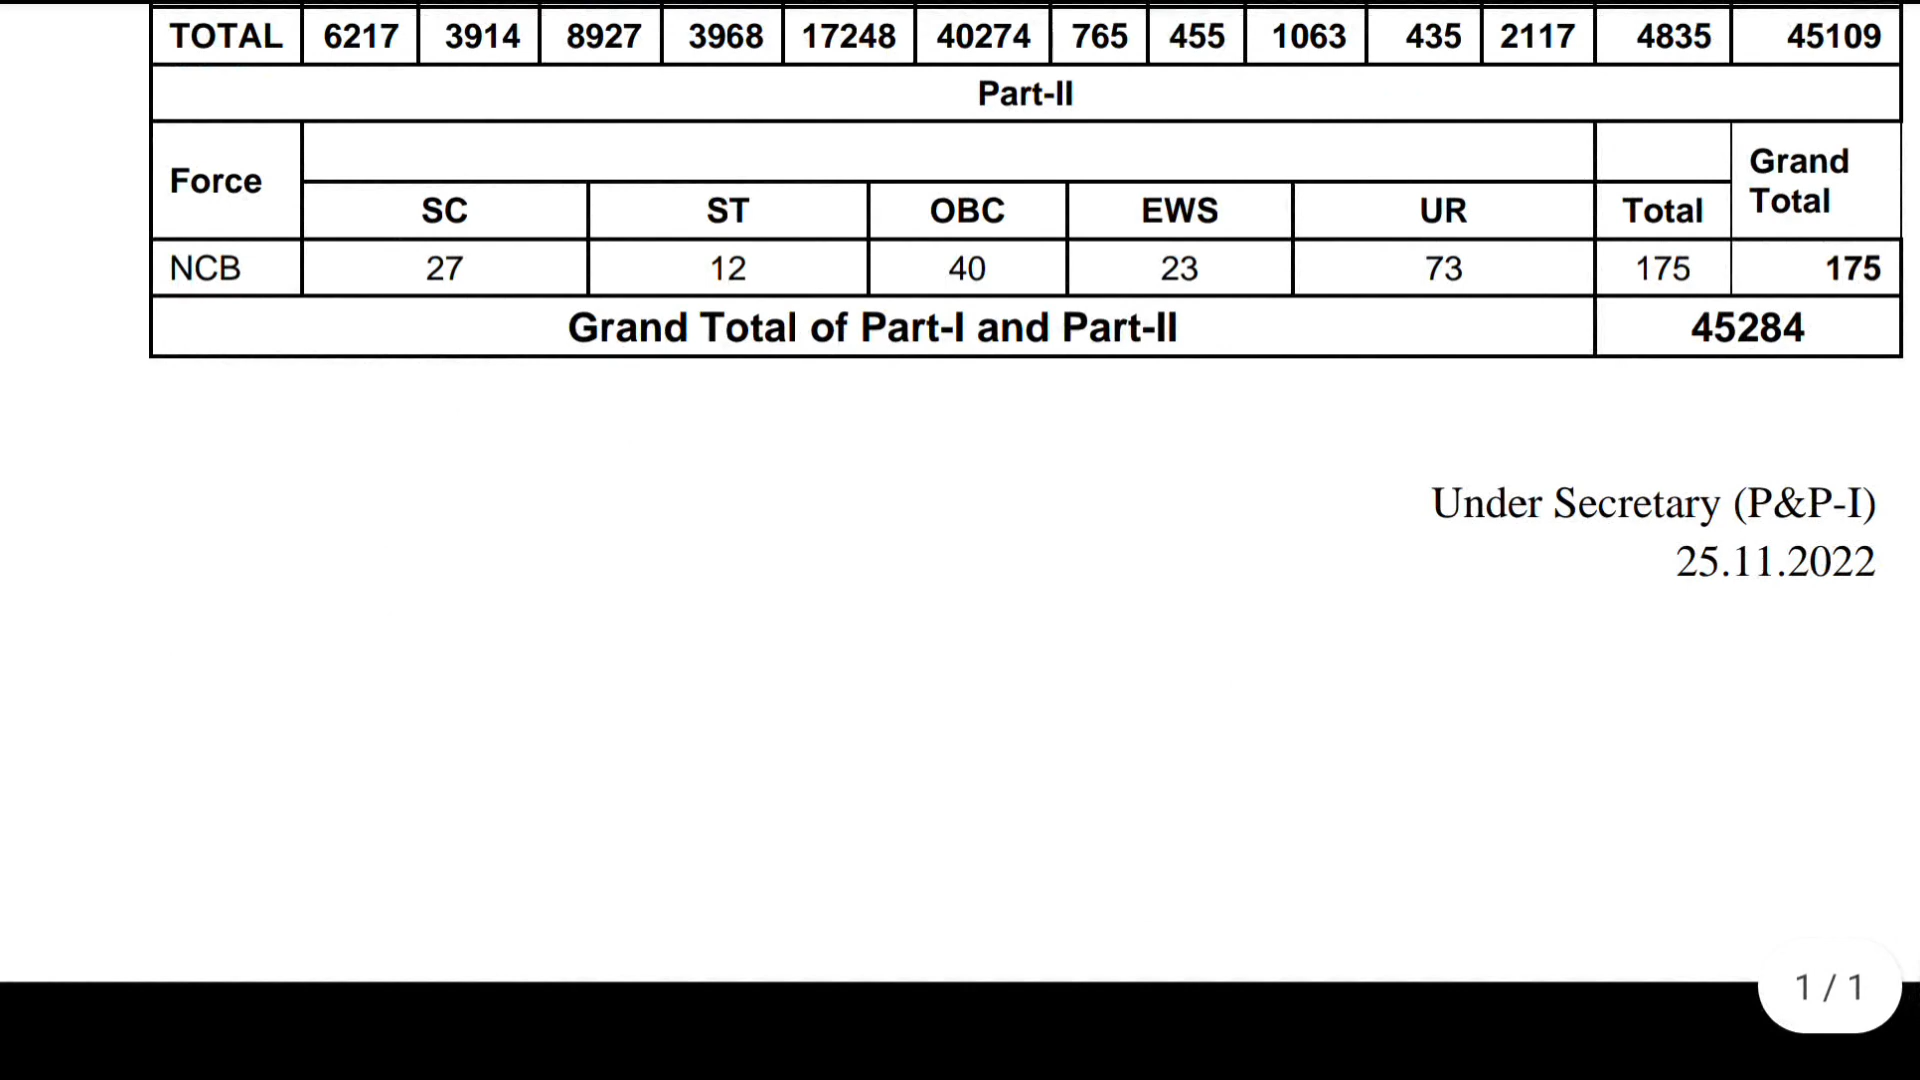 TOTAL 6217 3914 8927 3968 17248 40274 765 455 1063 435 2117 4835 45109
Part-II
Force SC ST OBC EWS UR Total Grand Total
NCB 27 12 40 23 73 175 175
Grand Total of Part-I and Part-II 45284
Under Secretary (P&P-I)
25.11.2022
1 / 1